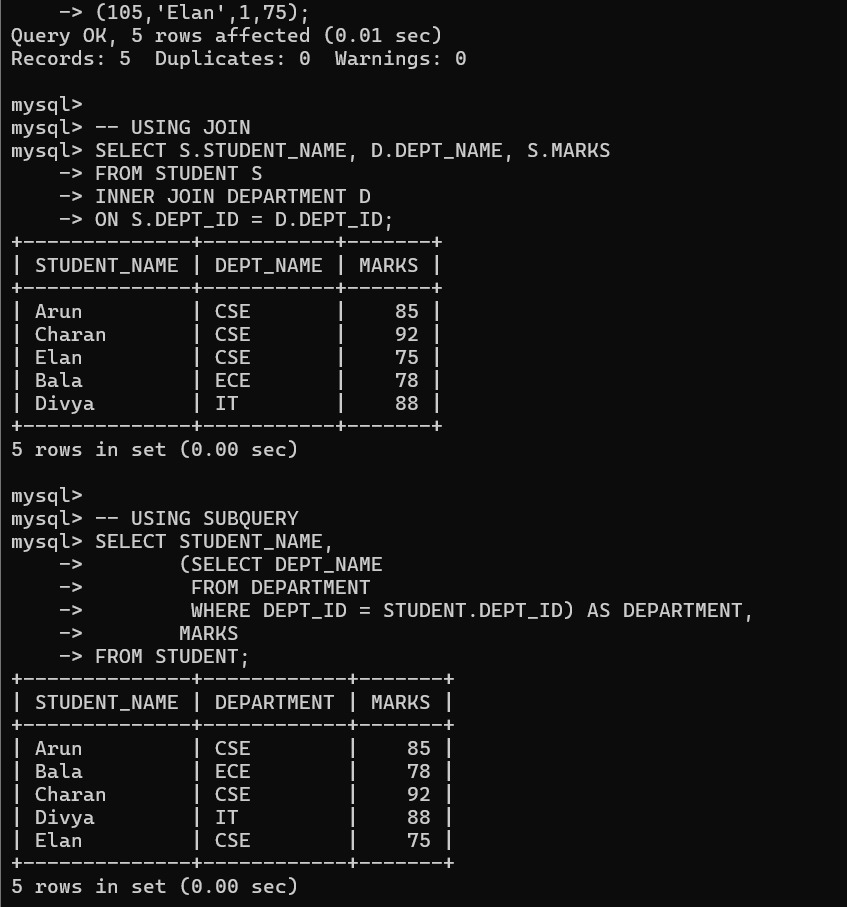 -> (105,'Elan',1,75);
Query OK, 5 rows affected (0.01 sec)
Records: 5  Duplicates: 0  Warnings: 0

mysql>
mysql> -- USING JOIN
mysql> SELECT S.STUDENT_NAME, D.DEPT_NAME, S.MARKS
    -> FROM STUDENT S
    -> INNER JOIN DEPARTMENT D
    -> ON S.DEPT_ID = D.DEPT_ID;
+--------------+-----------+-------+
| STUDENT_NAME | DEPT_NAME | MARKS |
+--------------+-----------+-------+
| Arun         | CSE       |    85 |
| Charan       | CSE       |    92 |
| Elan         | CSE       |    75 |
| Bala         | ECE       |    78 |
| Divya        | IT        |    88 |
+--------------+-----------+-------+
5 rows in set (0.00 sec)

mysql>
mysql> -- USING SUBQUERY
mysql> SELECT STUDENT_NAME,
    ->        (SELECT DEPT_NAME
    ->         FROM DEPARTMENT
    ->         WHERE DEPT_ID = STUDENT.DEPT_ID) AS DEPARTMENT,
    ->        MARKS
    -> FROM STUDENT;
+--------------+------------+-------+
| STUDENT_NAME | DEPARTMENT | MARKS |
+--------------+------------+-------+
| Arun         | CSE        |    85 |
| Bala         | ECE        |    78 |
| Charan       | CSE        |    92 |
| Divya        | IT         |    88 |
| Elan         | CSE        |    75 |
+--------------+------------+-------+
5 rows in set (0.00 sec)